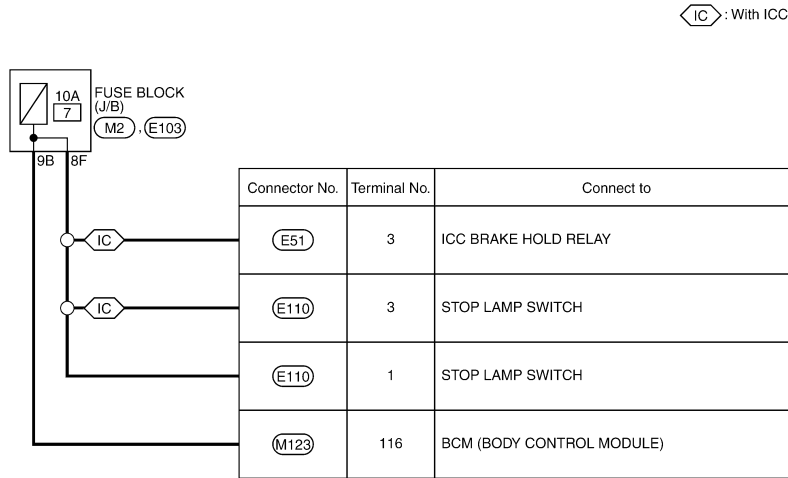 IC : With ICC
10A
7
FUSE BLOCK
(J/B)
M2 , E103
9B 8F
Connector No. Terminal No. Connect to
IC E51 3 ICC BRAKE HOLD RELAY
IC E110 3 STOP LAMP SWITCH
E110 1 STOP LAMP SWITCH
M123 116 BCM (BODY CONTROL MODULE)